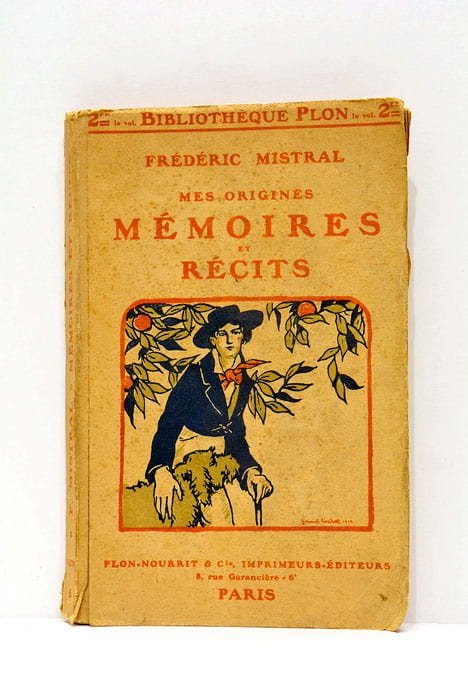 2fr le vol. BIBLIOTHÈQUE PLON le vol. 2fr
FRÉDÉRIC MISTRAL
MES ORIGINES
MÉMOIRES
ET
RÉCITS
PLON-NOURRIT & Cie, IMPRIMEURS-ÉDITEURS
8, rue Garancière - 6e
PARIS